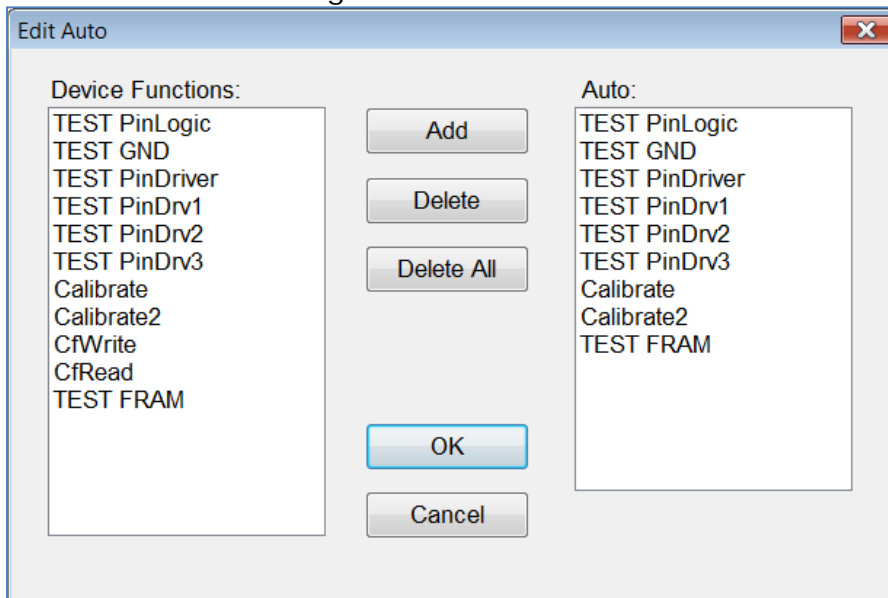 Edit Auto
Device Functions:
TEST PinLogic
TEST GND
TEST PinDriver
TEST PinDrv1
TEST PinDrv2
TEST PinDrv3
Calibrate
Calibrate2
CfWrite
CfRead
TEST FRAM
Add
Delete
Delete All
OK
Cancel
Auto:
TEST PinLogic
TEST GND
TEST PinDriver
TEST PinDrv1
TEST PinDrv2
TEST PinDrv3
Calibrate
Calibrate2
TEST FRAM